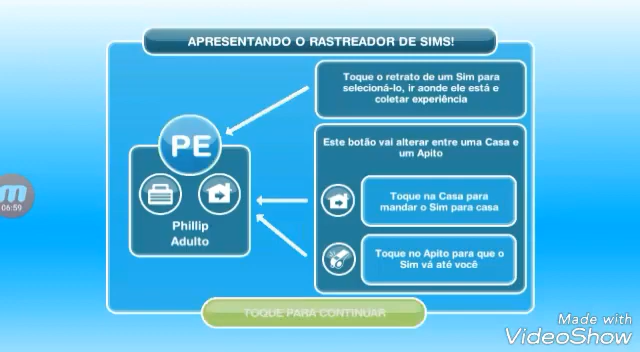 APRESENTANDO O RASTREADOR DE SIMS!
Toque o retrato de um Sim para
selecioná-lo, ir aonde ele está e
coletar experiência
PE
Phillip
Adulto
Este botão vai alterar entre uma Casa e
um Apito
Toque na Casa para
mandar o Sim para casa
Toque no Apito para que o
Sim vá até você
TOQUE PARA CONTINUAR
06:59
Made with
VideoShow